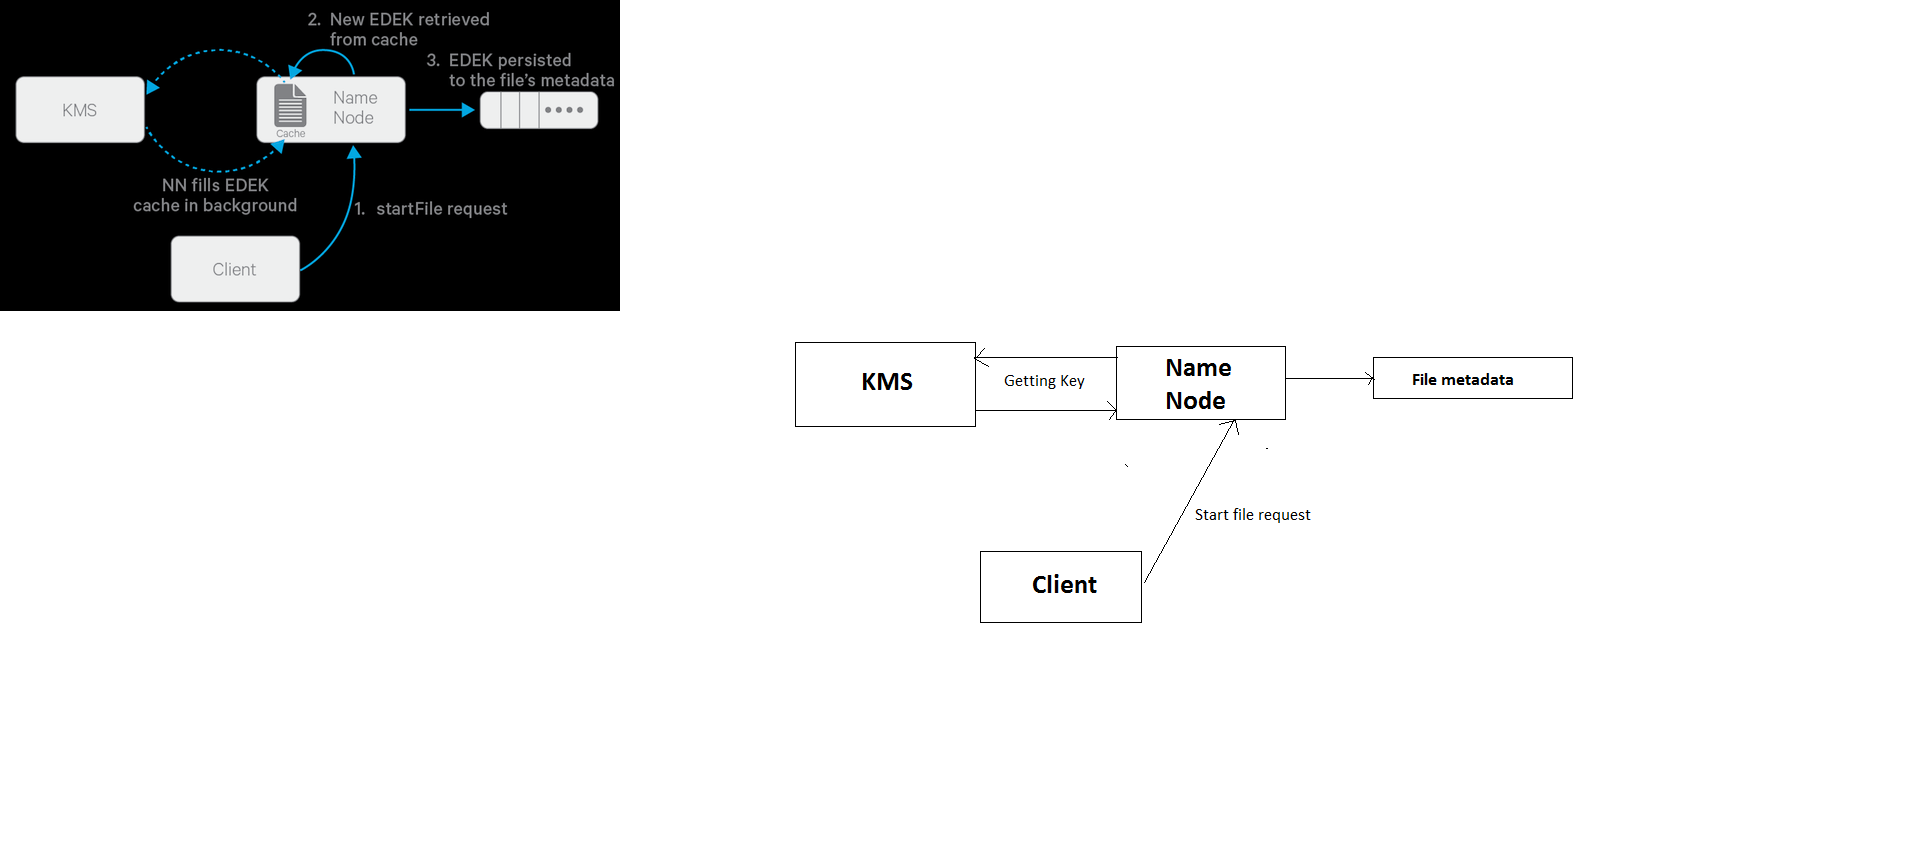 2. New EDEK retrieved
from cache
3. EDEK persisted
to the file's metadata
KMS
Name
Node
Cache
NN fills EDEK
cache in background
1. startFile request
Client
KMS
Getting Key
Name
Node
File metadata
Start file request
Client